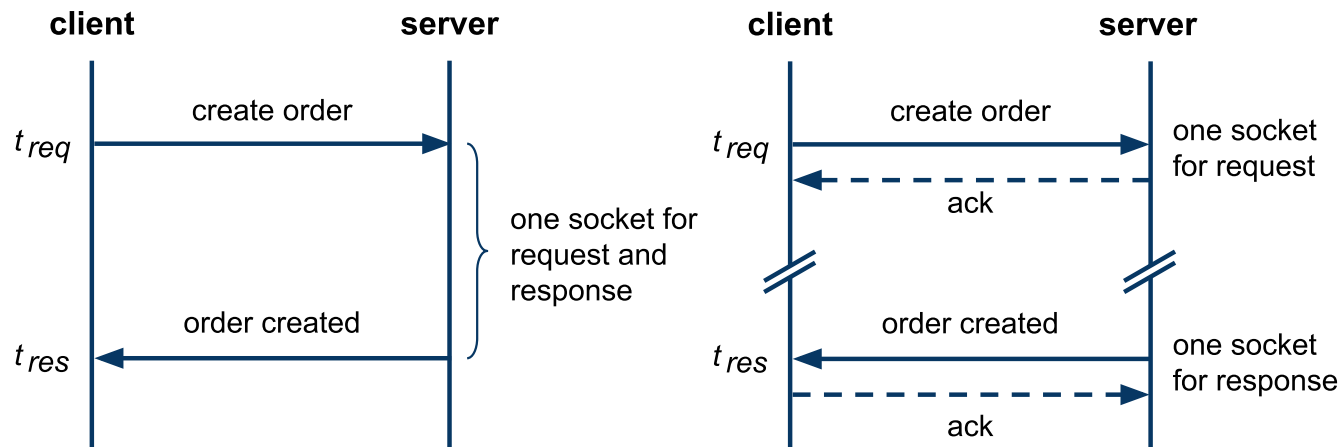 client
server
create order
t req
one socket for
request and
response
order created
t res
client
server
create order
t req
one socket
for request
ack
order created
t res
one socket
for response
ack